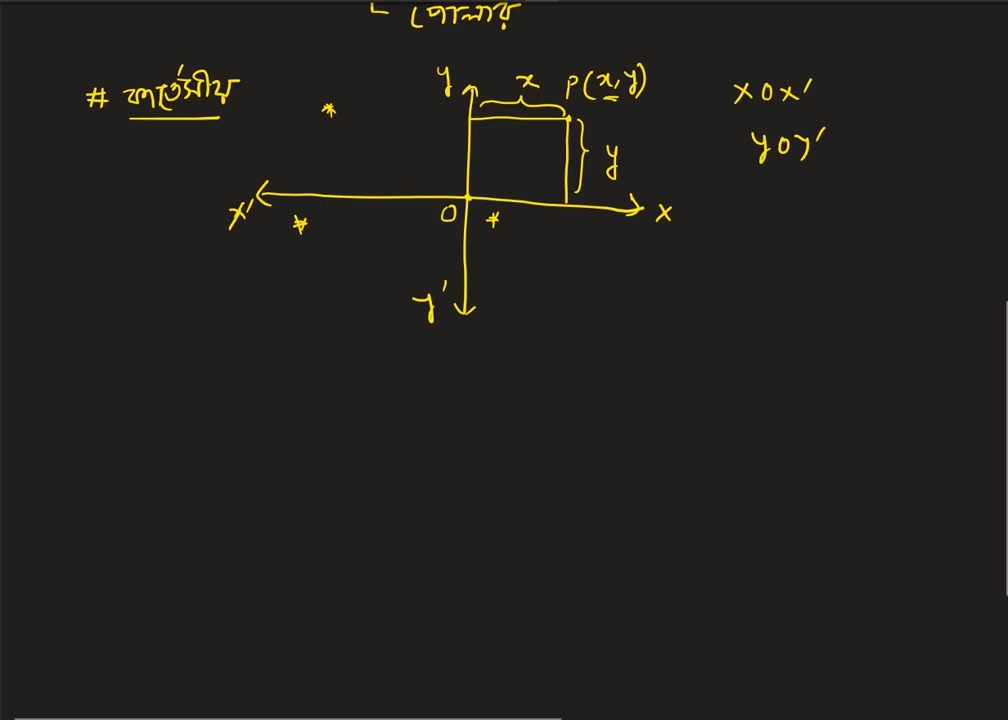 পোলার
# কার্তেসীয়
y x P(x, y) XOX'
y YOY'
X' O X
y'